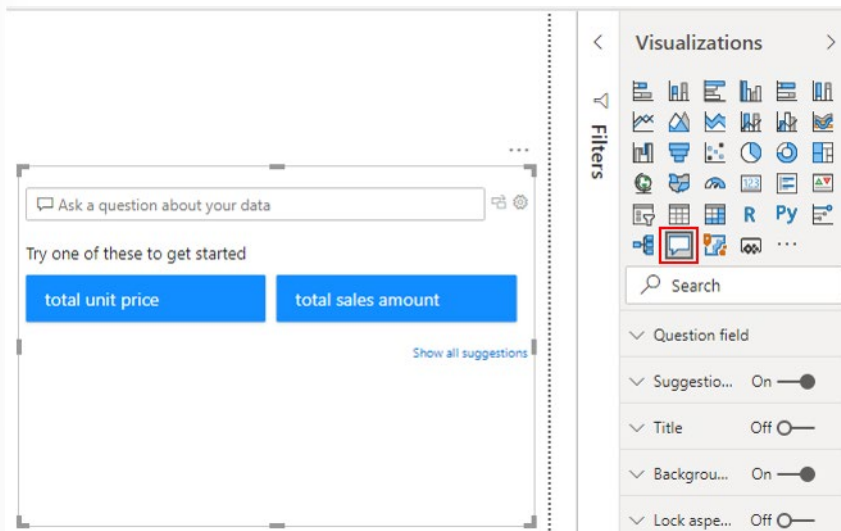 Ask a question about your data
Try one of these to get started
total unit price
total sales amount
Show all suggestions
Filters
Visualizations
123
R
Py
Search
Question field
Suggestio... On
Title Off
Backgrou... On
Lock aspe... Off